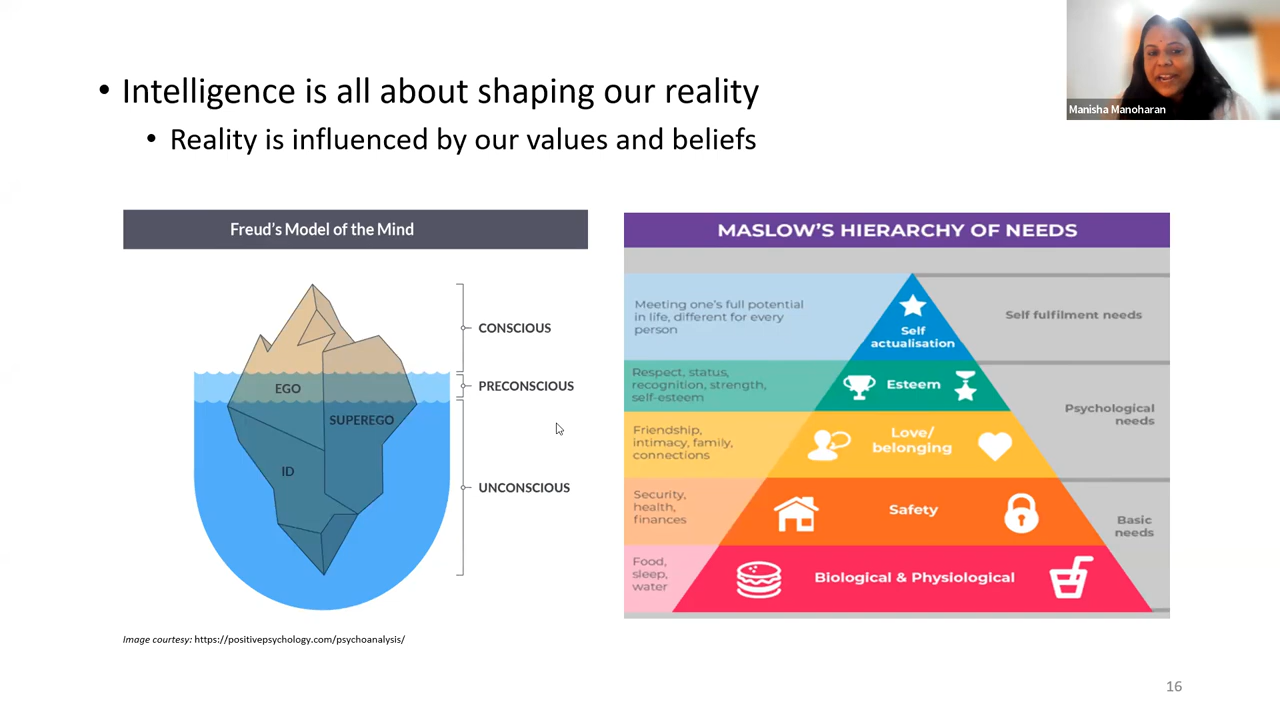 • Intelligence is all about shaping our reality
• Reality is influenced by our values and beliefs
Manisha Manoharan
Freud's Model of the Mind
CONSCIOUS
EGO
PRECONSCIOUS
SUPEREGO
ID
UNCONSCIOUS
Image courtesy: https://positivepsychology.com/psychoanalysis/
MASLOW'S HIERARCHY OF NEEDS
Meeting one's full potential
in life, different for every
person
Self
actualisation
Self fulfilment needs
Respect, status,
recognition, strength,
self-esteem
Esteem
Psychological
needs
Friendship,
intimacy, family,
connections
Love/
belonging
Security,
health,
finances
Safety
Basic
needs
Food,
sleep,
water
Biological & Physiological
16